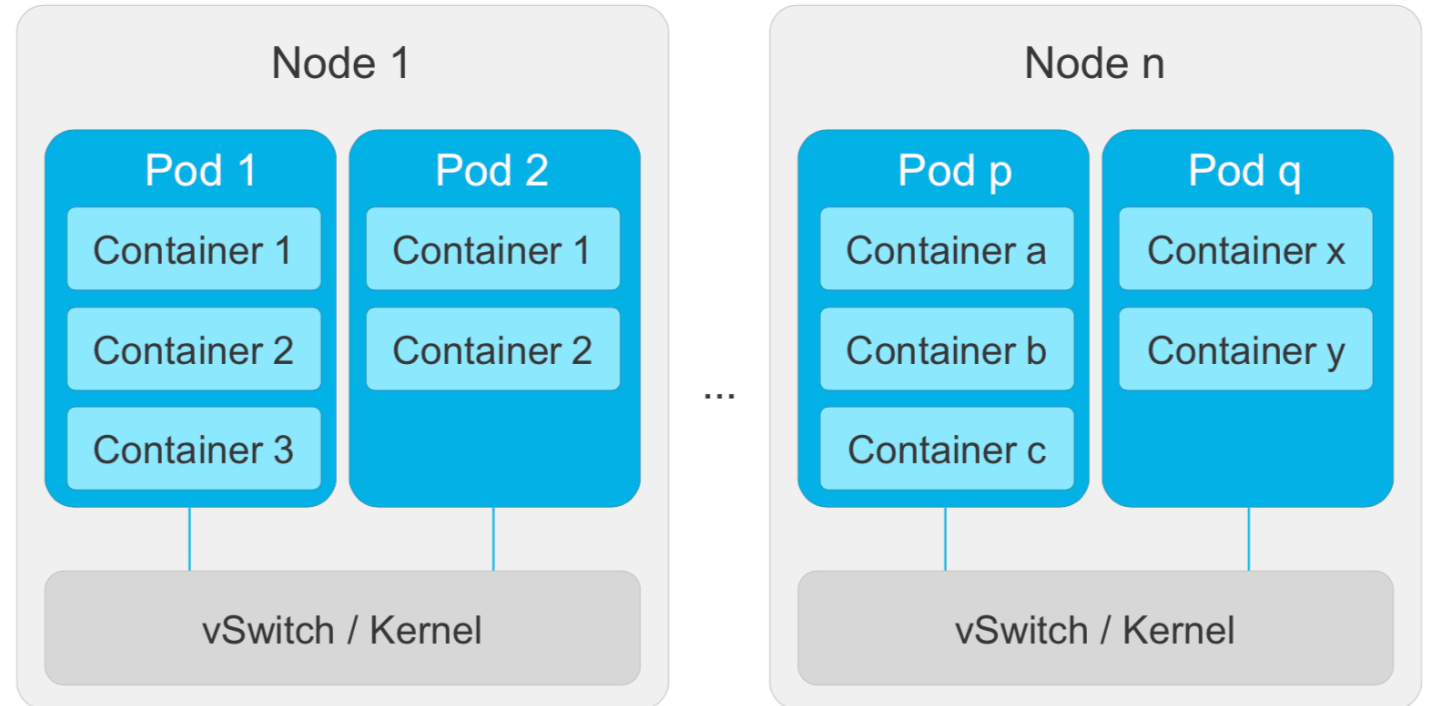 Node 1
Pod 1
Container 1
Container 2
Container 3
Pod 2
Container 1
Container 2
vSwitch / Kernel
...
Node n
Pod p
Container a
Container b
Container c
Pod q
Container x
Container y
vSwitch / Kernel